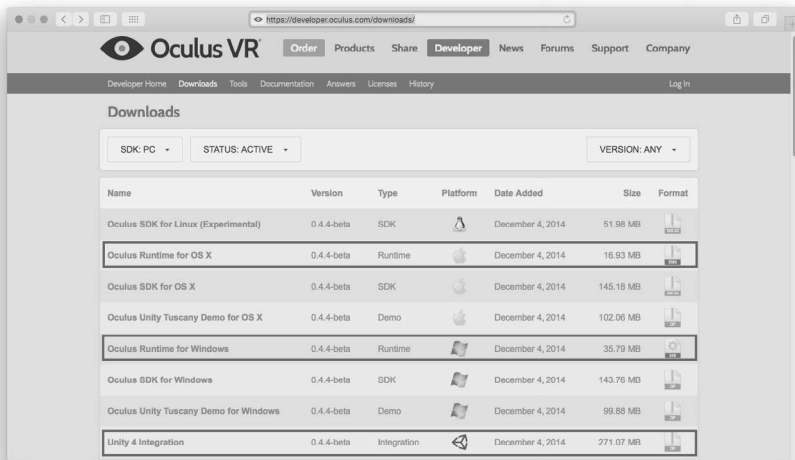 https://developer.oculus.com/downloads/
Oculus VR Order Products Share Developer News Forums Support Company
Developer Home Downloads Tools Documentation Answers Licenses History Log In
Downloads
SDK: PC STATUS: ACTIVE VERSION: ANY
Name Version Type Platform Date Added Size Format
Oculus SDK for Linux (Experimental) 0.4.4-beta SDK December 4, 2014 51.98 MB
Oculus Runtime for OS X 0.4.4-beta Runtime December 4, 2014 16.93 MB
Oculus SDK for OS X 0.4.4-beta SDK December 4, 2014 145.18 MB
Oculus Unity Tuscany Demo for OS X 0.4.4-beta Demo December 4, 2014 102.06 MB ZIP
Oculus Runtime for Windows 0.4.4-beta Runtime December 4, 2014 35.79 MB EXE
Oculus SDK for Windows 0.4.4-beta SDK December 4, 2014 143.76 MB ZIP
Oculus Unity Tuscany Demo for Windows 0.4.4-beta Demo December 4, 2014 99.88 MB ZIP
Unity 4 Integration 0.4.4-beta Integration December 4, 2014 271.07 MB ZIP